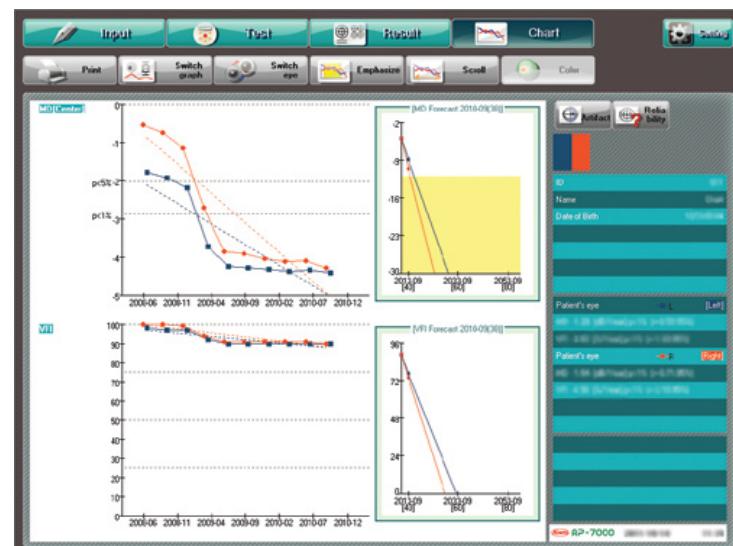 Input Test Result Chart Setting
Print Switch graph Switch eye Emphasize Scroll Color
MD[Center]
0
-1
p<5% -2
p<1% -3
-4
-5
2008-06 2008-11 2009-04 2009-09 2010-02 2010-07 2010-12
[MD Forecast 2010-09(38)]
-2
-9
-16
-23
-30
2013-09 2033-09 2053-09
[40] [60] [80]
VFI
100
90
80
70
60
50
40
30
20
10
2008-06 2008-11 2009-04 2009-09 2010-02 2010-07 2010-12
[VFI Forecast 2010-09(38)]
96
72
48
24
0
2013-09 2033-09 2053-09
[40] [60] [80]
Artifact Relia bility
ID
Name
Date of Birth
Patient's eye L [Left]
Patient's eye R [Right]
Kowa AP-7000